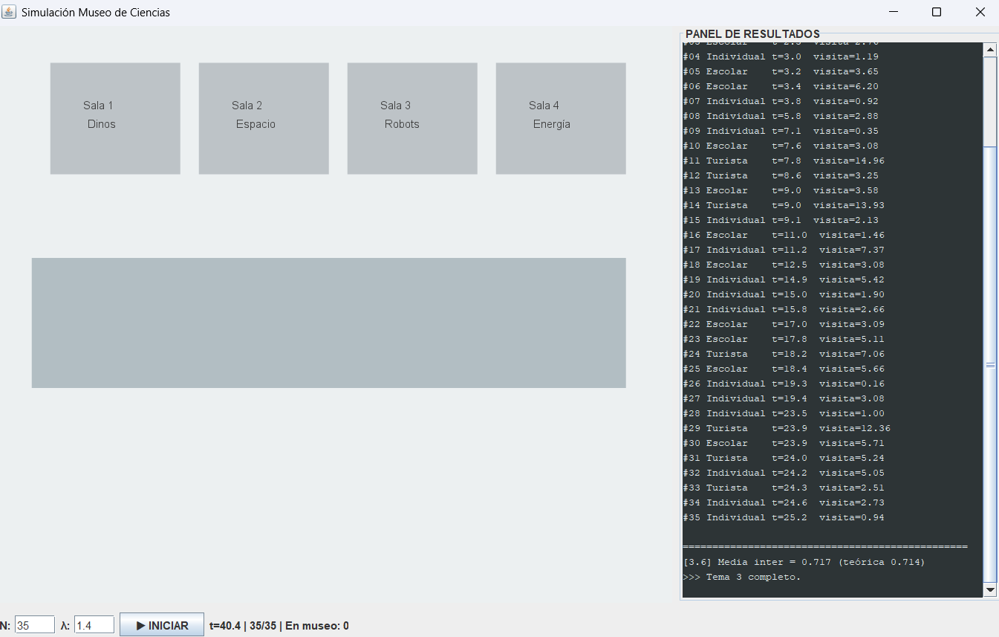 Simulación Museo de Ciencias
Sala 1
Dinos
Sala 2
Espacio
Sala 3
Robots
Sala 4
Energía
PANEL DE RESULTADOS
#04 Individual t=3.0  visita=1.19
#05 Escolar    t=3.2  visita=3.65
#06 Escolar    t=3.4  visita=6.20
#07 Individual t=3.8  visita=0.92
#08 Individual t=5.8  visita=2.88
#09 Individual t=7.1  visita=0.35
#10 Escolar    t=7.6  visita=3.08
#11 Turista    t=7.8  visita=14.96
#12 Turista    t=8.6  visita=3.25
#13 Escolar    t=9.0  visita=3.58
#14 Turista    t=9.0  visita=13.93
#15 Individual t=9.1  visita=2.13
#16 Escolar    t=11.0  visita=1.46
#17 Individual t=11.2  visita=7.37
#18 Escolar    t=12.5  visita=3.08
#19 Individual t=14.9  visita=5.42
#20 Individual t=15.0  visita=1.90
#21 Individual t=15.8  visita=2.66
#22 Escolar    t=17.0  visita=3.09
#23 Escolar    t=17.8  visita=5.11
#24 Turista    t=18.2  visita=7.06
#25 Escolar    t=18.4  visita=5.66
#26 Individual t=19.3  visita=0.16
#27 Individual t=19.4  visita=3.08
#28 Individual t=23.5  visita=1.00
#29 Turista    t=23.9  visita=12.36
#30 Escolar    t=23.9  visita=5.71
#31 Turista    t=24.0  visita=5.24
#32 Individual t=24.2  visita=5.05
#33 Turista    t=24.3  visita=2.51
#34 Individual t=24.6  visita=2.73
#35 Individual t=25.2  visita=0.94
================================================
[3.6] Media inter = 0.717 (teórica 0.714)
>>> Tema 3 completo.
N: 35 λ: 1.4 ▶ INICIAR t=40.4 | 35/35 | En museo: 0